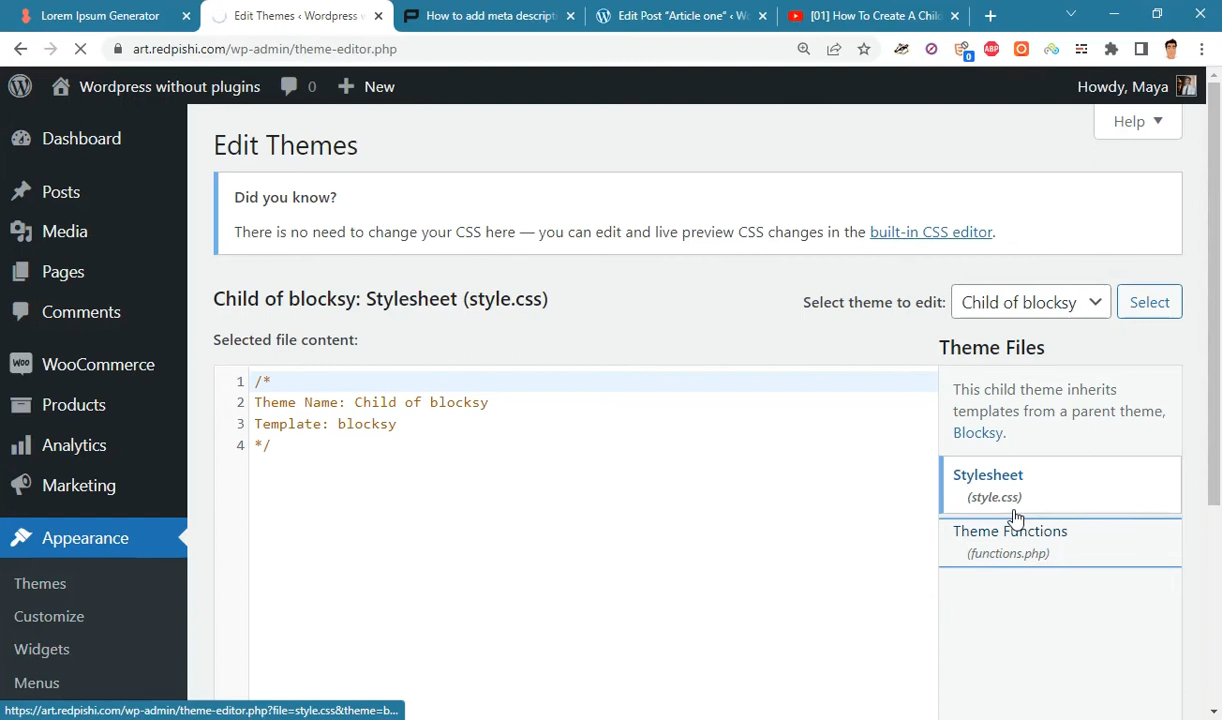 Lorem Ipsum Generator
Edit Themes ‹ Wordpress w
How to add meta descript
Edit Post “Article one” ‹ Wo
[01] How To Create A Chil
art.redpishi.com/wp-admin/theme-editor.php
0
ABP
Wordpress without plugins
0
New
Howdy, Maya
Help
Dashboard
Posts
Media
Pages
Comments
Woo
WooCommerce
Products
Analytics
Marketing
Appearance
Themes
Customize
Widgets
Menus
Edit Themes
Did you know?
There is no need to change your CSS here — you can edit and live preview CSS changes in the built-in CSS editor.
Child of blocksy: Stylesheet (style.css)
Select theme to edit:
Child of blocksy
Select
Selected file content:
Theme Files
1 /*
2 Theme Name: Child of blocksy
3 Template: blocksy
4 */
This child theme inherits
templates from a parent theme,
Blocksy.
Stylesheet
(style.css)
Theme Functions
(functions.php)
https://art.redpishi.com/wp-admin/theme-editor.php?file=style.css&theme=b...